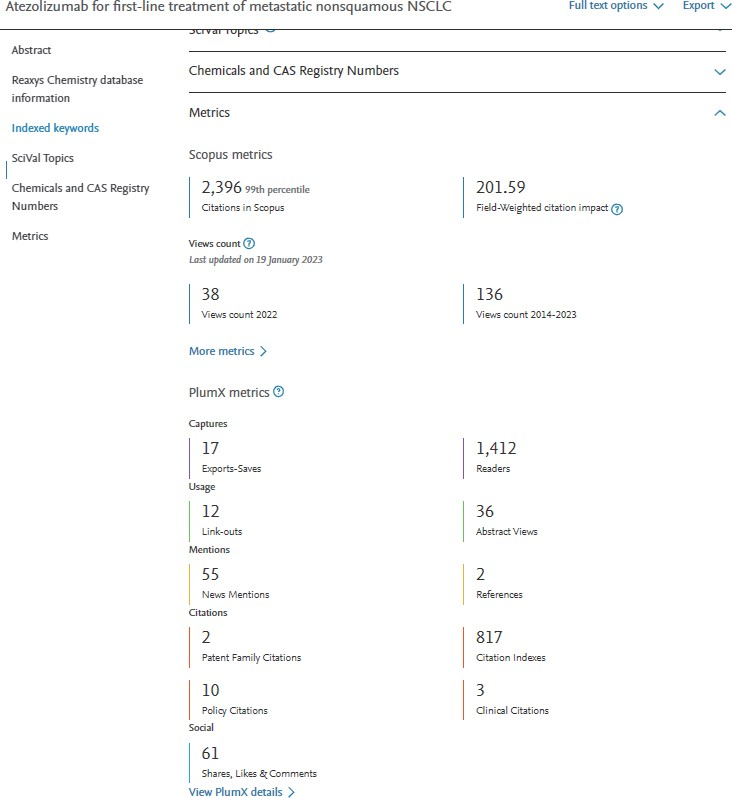 Atezolizumab for first-line treatment of metastatic nonsquamous NSCLC
Full text options
Export
Abstract
Reaxys Chemistry database
information
Indexed keywords
SciVal Topics
Chemicals and CAS Registry
Numbers
Metrics
SciVal Topics
Chemicals and CAS Registry Numbers
Metrics
Scopus metrics
2,396 99th percentile
Citations in Scopus
201.59
Field-Weighted citation impact ?
Views count ?
Last updated on 19 January 2023
38
Views count 2022
136
Views count 2014-2023
More metrics >
PlumX metrics ?
Captures
17
Exports-Saves
1,412
Readers
Usage
12
Link-outs
36
Abstract Views
Mentions
55
News Mentions
2
References
Citations
2
Patent Family Citations
817
Citation Indexes
10
Policy Citations
3
Clinical Citations
Social
61
Shares, Likes & Comments
View PlumX details >